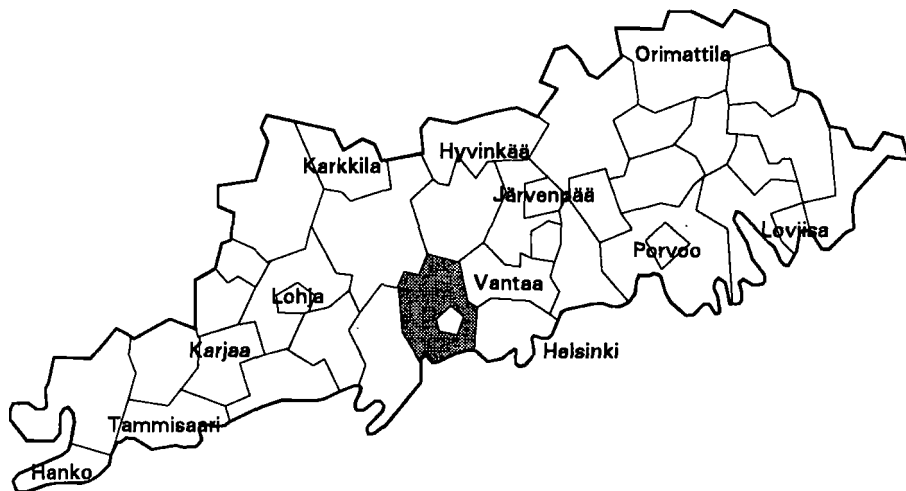 Orimattila
Karkkila
Hyvinkää
Järvenpää
Loviisa
Porvoo
Vantaa
Lohja
Karjaa
Helsinki
Tammisaari
Hanko